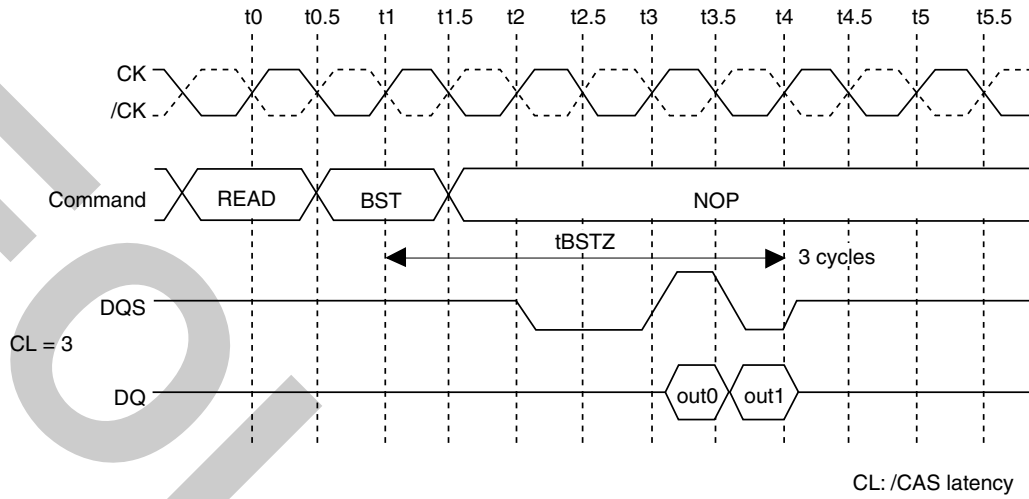 t0 t0.5 t1 t1.5 t2 t2.5 t3 t3.5 t4 t4.5 t5 t5.5
CK
/CK
Command READ BST NOP
tBSTZ 3 cycles
DQS
CL = 3
DQ out0 out1
CL: /CAS latency